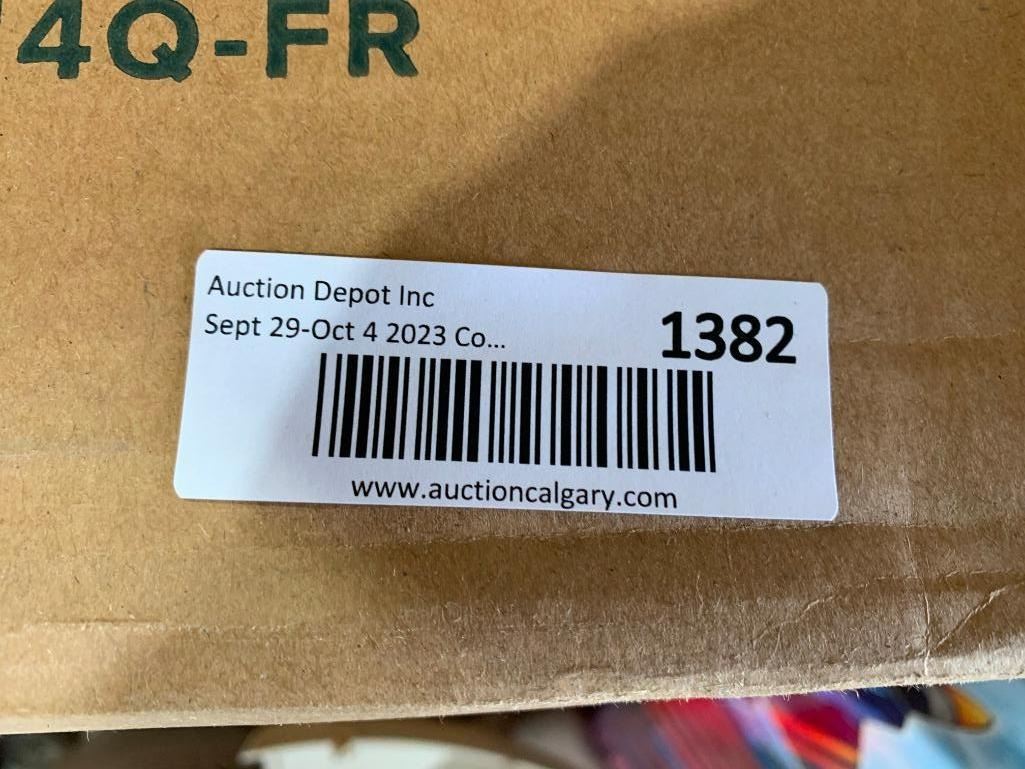 4Q-FR
Auction Depot Inc
Sept 29-Oct 4 2023 Co...
1382
www.auctioncalgary.com